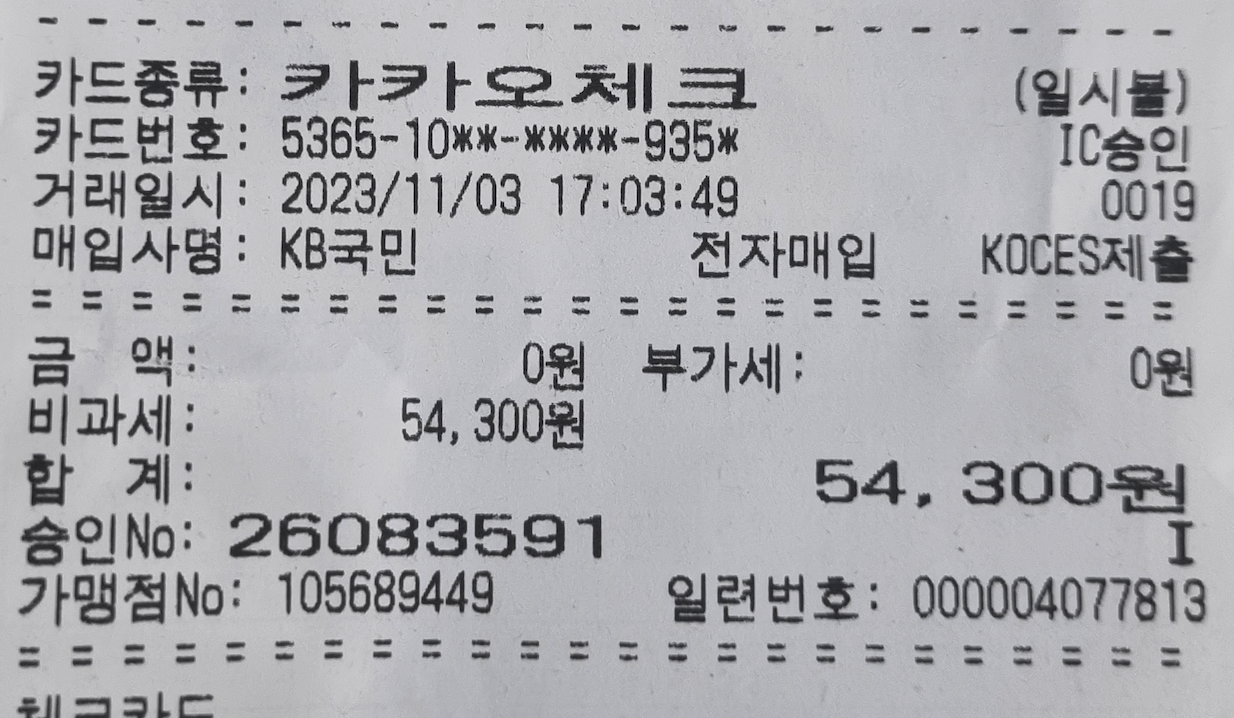 - - - - - - - - - - - - - - - - - - - - - - - -
카드종류: 카카오체크 (일시불)
카드번호: 5365-10**-****-935* IC승인
거래일시: 2023/11/03 17:03:49 0019
매입사명: KB국민 전자매입 KOCES제출
= = = = = = = = = = = = = = = = = = = = = = = =
금 액: 0원 부가세: 0원
비과세: 54,300원
합 계: 54,300원
승인No: 26083591 I
가맹점No: 105689449 일련번호: 000004077813
= = = = = = = = = = = = = = = = = = = = = = = =
체크카드